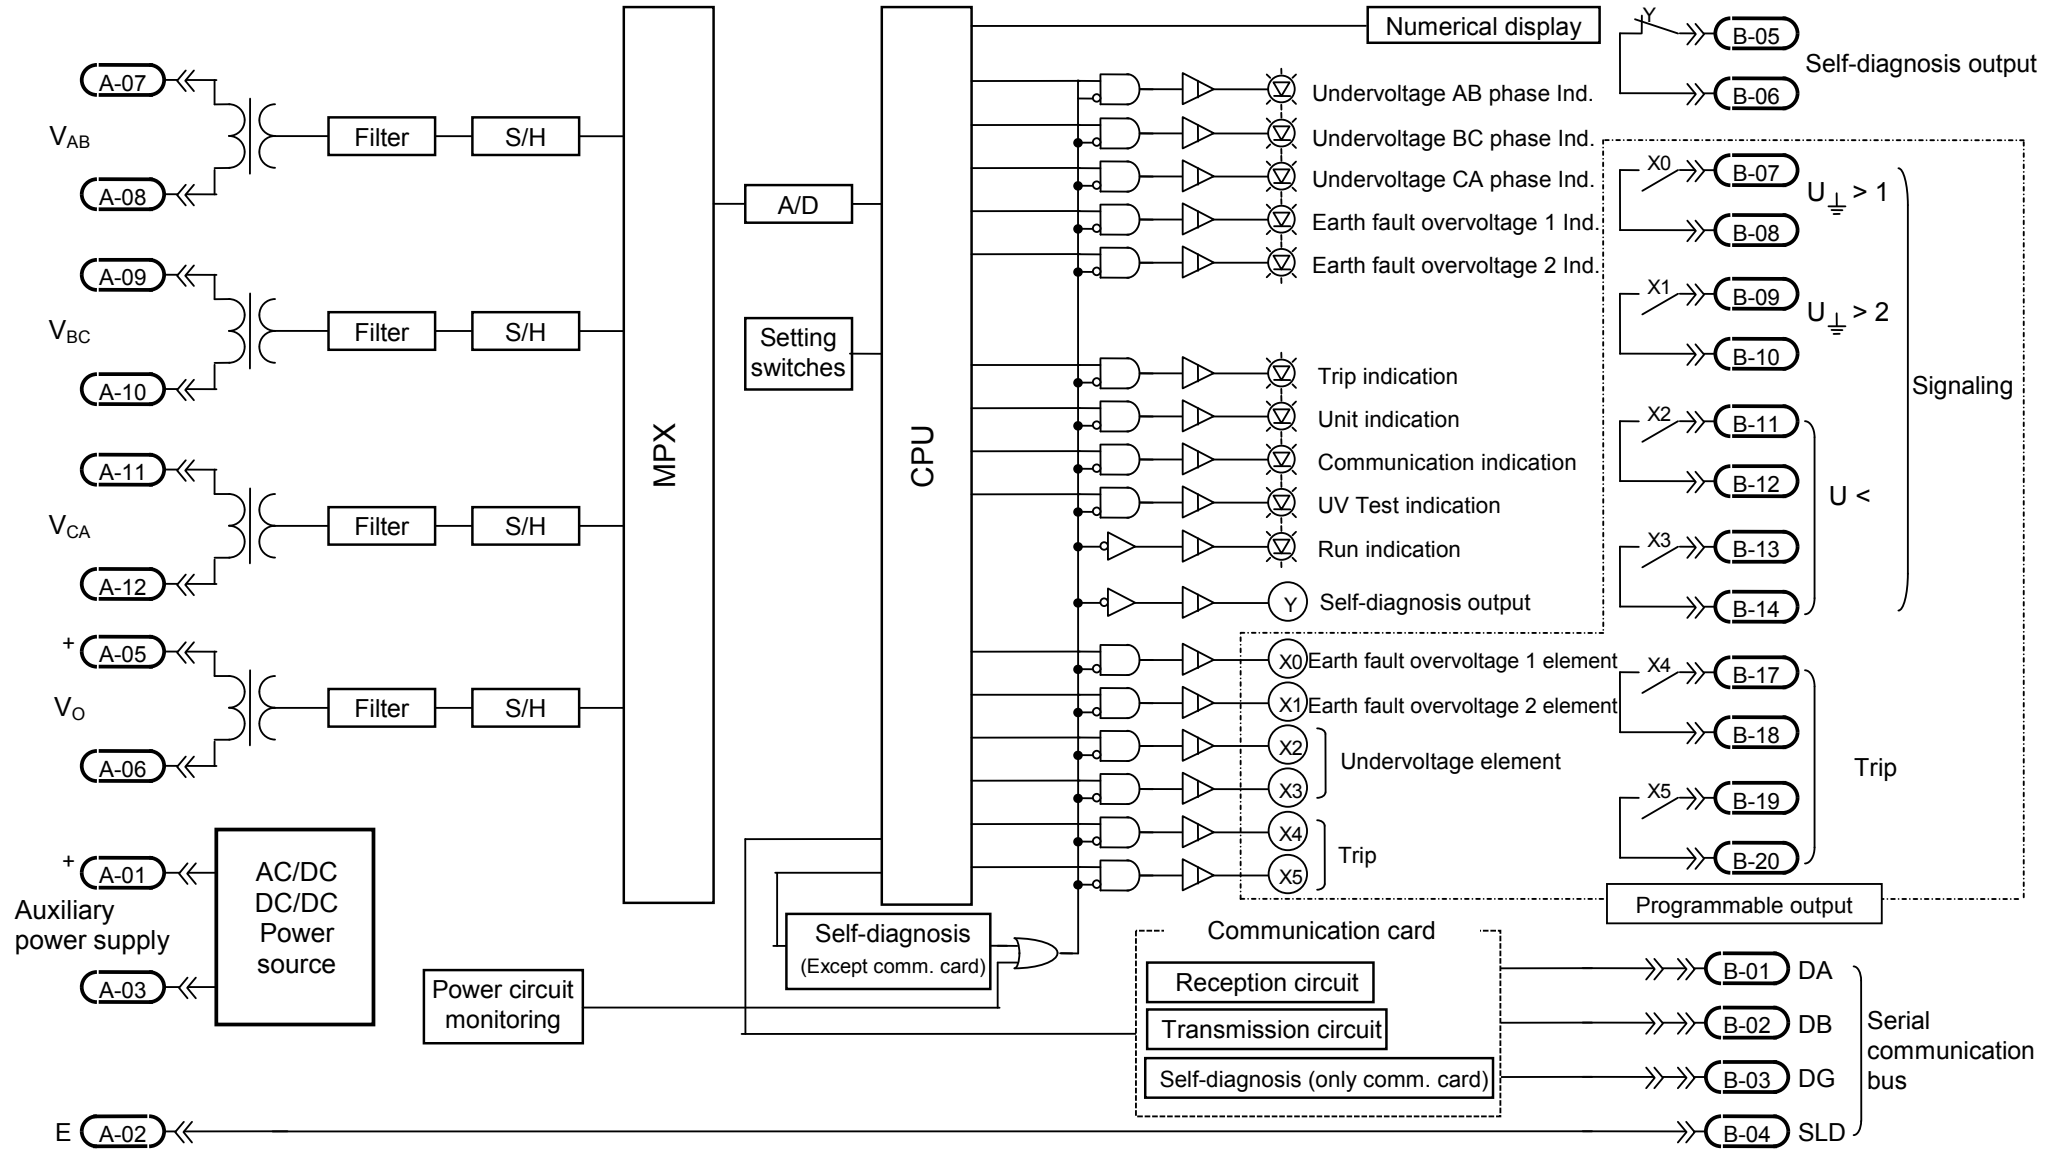 A-07
V AB
A-08
Filter
S/H
A-09
V BC
A-10
Filter
S/H
A-11
V CA
A-12
Filter
S/H
+
A-05
V O
A-06
Filter
S/H
+
A-01
Auxiliary
power supply
A-03
AC/DC
DC/DC
Power
source
E
A-02
MPX
A/D
Setting
switches
CPU
Power circuit
monitoring
Self-diagnosis
(Except comm. card)
Numerical display
Undervoltage AB phase Ind.
Undervoltage BC phase Ind.
Undervoltage CA phase Ind.
Earth fault overvoltage 1 Ind.
Earth fault overvoltage 2 Ind.
Trip indication
Unit indication
Communication indication
UV Test indication
Run indication
Y
Self-diagnosis output
X0
Earth fault overvoltage 1 element
X1
Earth fault overvoltage 2 element
X2
X3
Undervoltage element
X4
X5
Trip
Communication card
Reception circuit
Transmission circuit
Self-diagnosis (only comm. card)
Y
B-05
Self-diagnosis output
B-06
X0
B-07
U > 1
B-08
X1
B-09
U > 2
B-10
Signaling
X2
B-11
B-12
U <
X3
B-13
B-14
X4
B-17
B-18
Trip
X5
B-19
B-20
Programmable output
B-01
DA
B-02
DB
B-03
DG
B-04
SLD
Serial
communication
bus